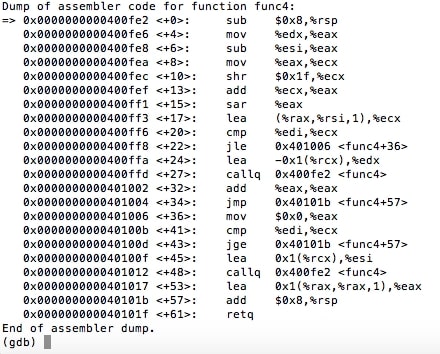 Dump of assembler code for function func4:
=> 0x0000000000400fe2 <+0>: sub $0x8,%rsp
0x0000000000400fe6 <+4>: mov %edx,%eax
0x0000000000400fe8 <+6>: sub %esi,%eax
0x0000000000400fea <+8>: mov %eax,%ecx
0x0000000000400fec <+10>: shr $0x1f,%ecx
0x0000000000400fef <+13>: add %ecx,%eax
0x0000000000400ff1 <+15>: sar %eax
0x0000000000400ff3 <+17>: lea (%rax,%rsi,1),%ecx
0x0000000000400ff6 <+20>: cmp %edi,%ecx
0x0000000000400ff8 <+22>: jle 0x401006 <func4+36>
0x0000000000400ffa <+24>: lea -0x1(%rcx),%edx
0x0000000000400ffd <+27>: callq 0x400fe2 <func4>
0x0000000000401002 <+32>: add %eax,%eax
0x0000000000401004 <+34>: jmp 0x40101b <func4+57>
0x0000000000401006 <+36>: mov $0x0,%eax
0x000000000040100b <+41>: cmp %edi,%ecx
0x000000000040100d <+43>: jge 0x40101b <func4+57>
0x000000000040100f <+45>: lea 0x1(%rcx),%esi
0x0000000000401012 <+48>: callq 0x400fe2 <func4>
0x0000000000401017 <+53>: lea 0x1(%rax,%rax,1),%eax
0x000000000040101b <+57>: add $0x8,%rsp
0x000000000040101f <+61>: retq
End of assembler dump.
(gdb)